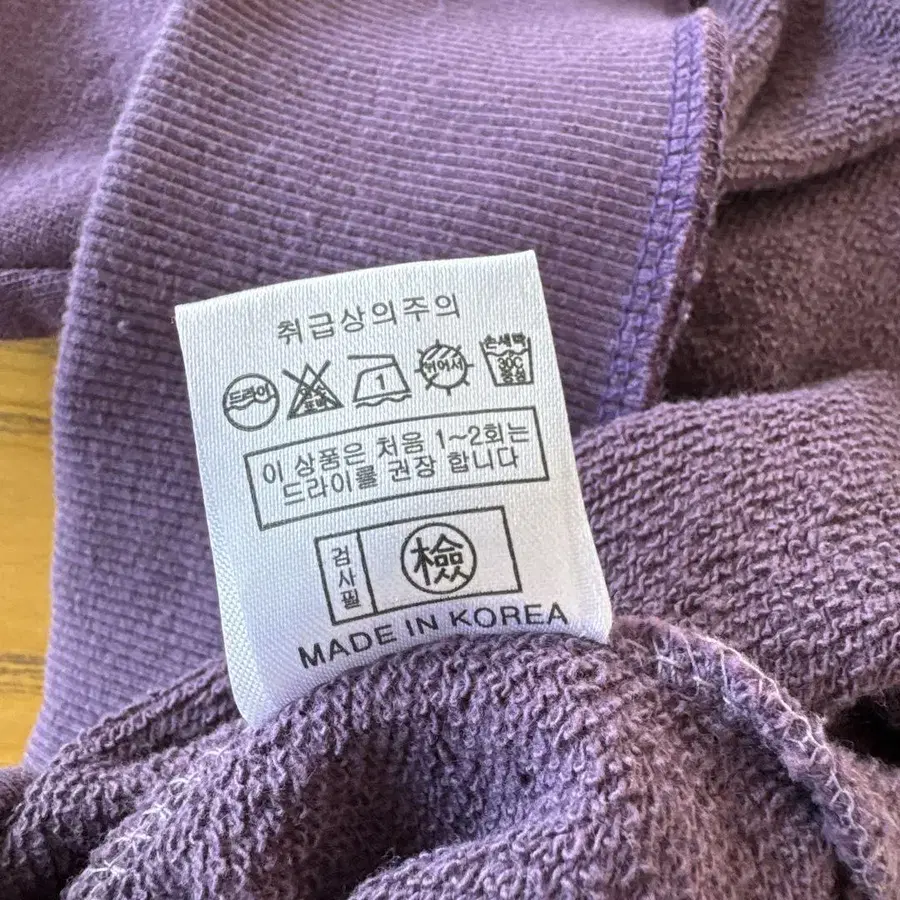 취급상의주의
드라이
표백
1
뉘어서
손세탁
30°C
중성
이 상품은 처음 1~2회는
드라이를 권장 합니다
검사필
檢
MADE IN KOREA